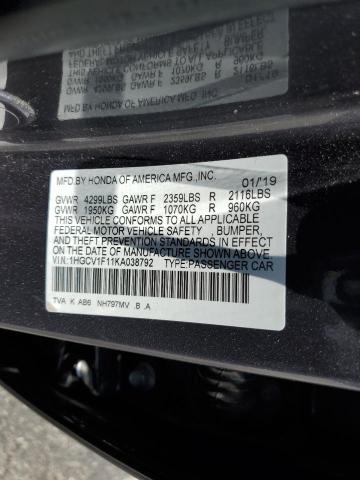 MFD.BY HONDA OF AMERICA MFG.,INC. 01/19
GVWR 4299LBS GAWR F 2359LBS R 2116LBS
GVWR 1950KG GAWR F 1070KG R 960KG
THIS VEHICLE CONFORMS TO ALL APPLICABLE
FEDERAL MOTOR VEHICLE SAFETY , BUMPER,
AND THEFT PREVENTION STANDARDS IN EFFECT
ON THE DATE OF MANUFACTURE SHOWN ABOVE.
VIN:1HGCV1F11KA038792 TYPE:PASSENGER CAR
TVA K AB6 NH797MV .B .A